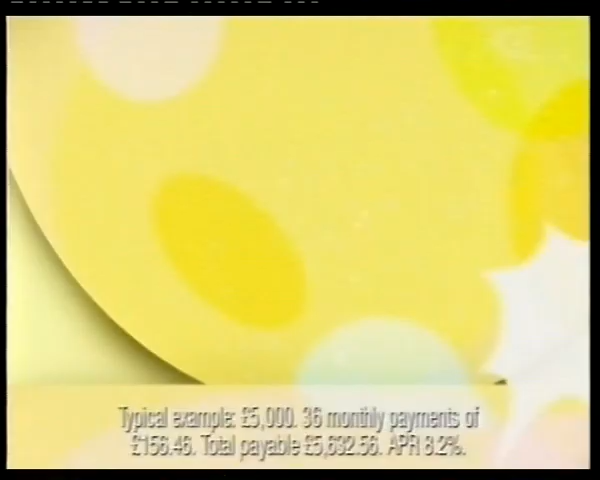 Typical example: £5,000. 36 monthly payments of
£156.46. Total payable £5,632.56. APR 8.2%.